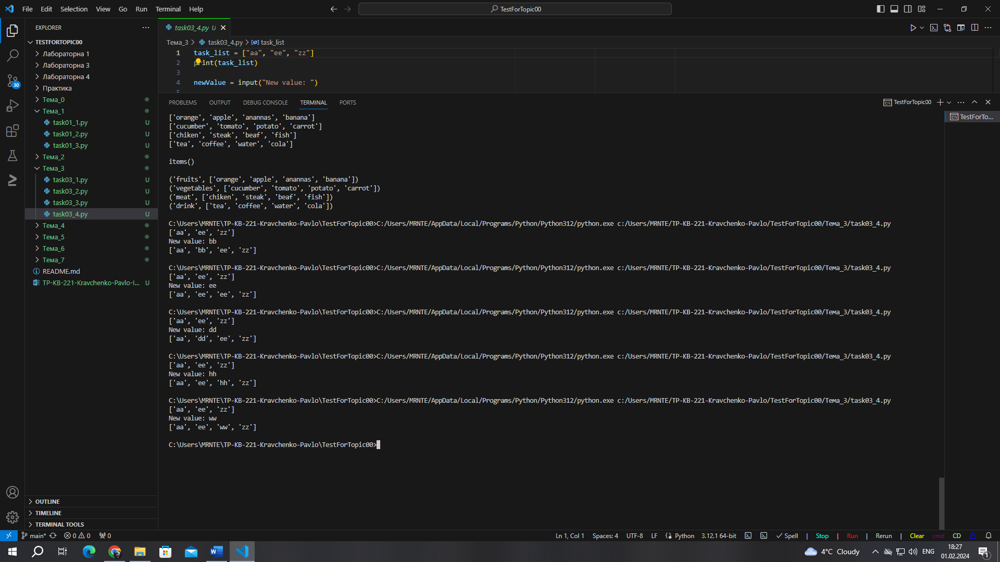 File Edit Selection View Go Run Terminal Help
TestForTopic00
EXPLORER
TESTFORTOPIC00
Лабораторна 1
Лабораторна 3
Лабораторна 4
Практика
Тема_0
Тема_1
task01_1.py U
task01_2.py U
task01_3.py U
Тема_2
Тема_3
task03_1.py U
task03_2.py U
task03_3.py U
task03_4.py U
Тема_4
Тема_5
Тема_6
Тема_7
README.md
TP-KB-221-Kravchenko-Pavlo-I... U
30
OUTLINE
TIMELINE
TERMINAL TOOLS
task03_4.py U
Тема_3 > task03_4.py > task_list
1 task_list = ["aa", "ee", "zz"]
2 print(task_list)
3
4 newValue = input("New value: ")
5
PROBLEMS OUTPUT DEBUG CONSOLE TERMINAL PORTS
TestForTopic00
TestForTo...
['orange', 'apple', 'anannas', 'banana']
['cucumber', 'tomato', 'potato', 'carrot']
['chiken', 'steak', 'beaf', 'fish']
['tea', 'coffee', 'water', 'cola']
items()
('fruits', ['orange', 'apple', 'anannas', 'banana'])
('vegetables', ['cucumber', 'tomato', 'potato', 'carrot'])
('meat', ['chiken', 'steak', 'beaf', 'fish'])
('drink', ['tea', 'coffee', 'water', 'cola'])
C:\Users\MRNTE\TP-KB-221-Kravchenko-Pavlo\TestForTopic00>C:/Users/MRNTE/AppData/Local/Programs/Python/Python312/python.exe c:/Users/MRNTE/TP-KB-221-Kravchenko-Pavlo/TestForTopic00/Тема_3/task03_4.py
['aa', 'ee', 'zz']
New value: bb
['aa', 'bb', 'ee', 'zz']
C:\Users\MRNTE\TP-KB-221-Kravchenko-Pavlo\TestForTopic00>C:/Users/MRNTE/AppData/Local/Programs/Python/Python312/python.exe c:/Users/MRNTE/TP-KB-221-Kravchenko-Pavlo/TestForTopic00/Тема_3/task03_4.py
['aa', 'ee', 'zz']
New value: ee
['aa', 'ee', 'ee', 'zz']
C:\Users\MRNTE\TP-KB-221-Kravchenko-Pavlo\TestForTopic00>C:/Users/MRNTE/AppData/Local/Programs/Python/Python312/python.exe c:/Users/MRNTE/TP-KB-221-Kravchenko-Pavlo/TestForTopic00/Тема_3/task03_4.py
['aa', 'ee', 'zz']
New value: dd
['aa', 'dd', 'ee', 'zz']
C:\Users\MRNTE\TP-KB-221-Kravchenko-Pavlo\TestForTopic00>C:/Users/MRNTE/AppData/Local/Programs/Python/Python312/python.exe c:/Users/MRNTE/TP-KB-221-Kravchenko-Pavlo/TestForTopic00/Тема_3/task03_4.py
['aa', 'ee', 'zz']
New value: hh
['aa', 'ee', 'hh', 'zz']
C:\Users\MRNTE\TP-KB-221-Kravchenko-Pavlo\TestForTopic00>C:/Users/MRNTE/AppData/Local/Programs/Python/Python312/python.exe c:/Users/MRNTE/TP-KB-221-Kravchenko-Pavlo/TestForTopic00/Тема_3/task03_4.py
['aa', 'ee', 'zz']
New value: ww
['aa', 'ee', 'ww', 'zz']
C:\Users\MRNTE\TP-KB-221-Kravchenko-Pavlo\TestForTopic00>
main* 0 0 0 Ln 1, Col 1 Spaces: 4 UTF-8 LF Python 3.12.1 64-bit Spell | Stop | Run | Rerun | Clear cmd CD
4°C Cloudy ENG 18:27
01.02.2024 1